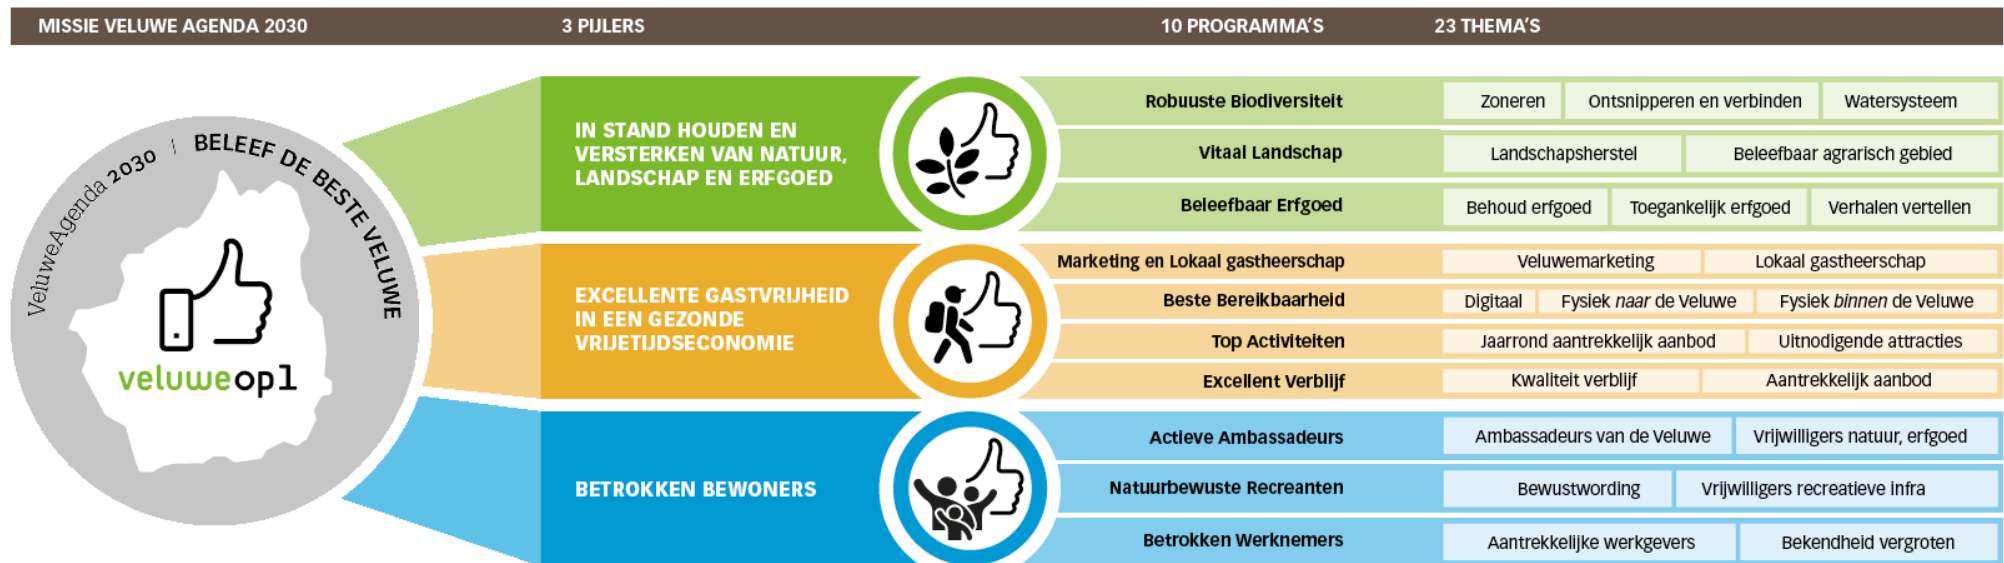 MISSIE VELUWE AGENDA 2030
3 PIJLERS
10 PROGRAMMA'S
23 THEMA'S
VeluweAgenda 2030 | BELEEF DE BESTE VELUWE
veluweop1
IN STAND HOUDEN EN
VERSTERKEN VAN NATUUR,
LANDSCHAP EN ERFGOED
Robuuste Biodiversiteit
Zoneren
Ontsnipperen en verbinden
Watersysteem
Vitaal Landschap
Landschapsherstel
Beleefbaar agrarisch gebied
Beleefbaar Erfgoed
Behoud erfgoed
Toegankelijk erfgoed
Verhalen vertellen
EXCELLENTE GASTVRIJHEID
IN EEN GEZONDE
VRIJETIJDSECONOMIE
Marketing en Lokaal gastheerschap
Veluwemarketing
Lokaal gastheerschap
Beste Bereikbaarheid
Digitaal
Fysiek naar de Veluwe
Fysiek binnen de Veluwe
Top Activiteiten
Jaarrond aantrekkelijk aanbod
Uitnodigende attracties
Excellent Verblijf
Kwaliteit verblijf
Aantrekkelijk aanbod
BETROKKEN BEWONERS
Actieve Ambassadeurs
Ambassadeurs van de Veluwe
Vrijwilligers natuur, erfgoed
Natuurbewuste Recreanten
Bewustwording
Vrijwilligers recreatieve infra
Betrokken Werknemers
Aantrekkelijke werkgevers
Bekendheid vergroten